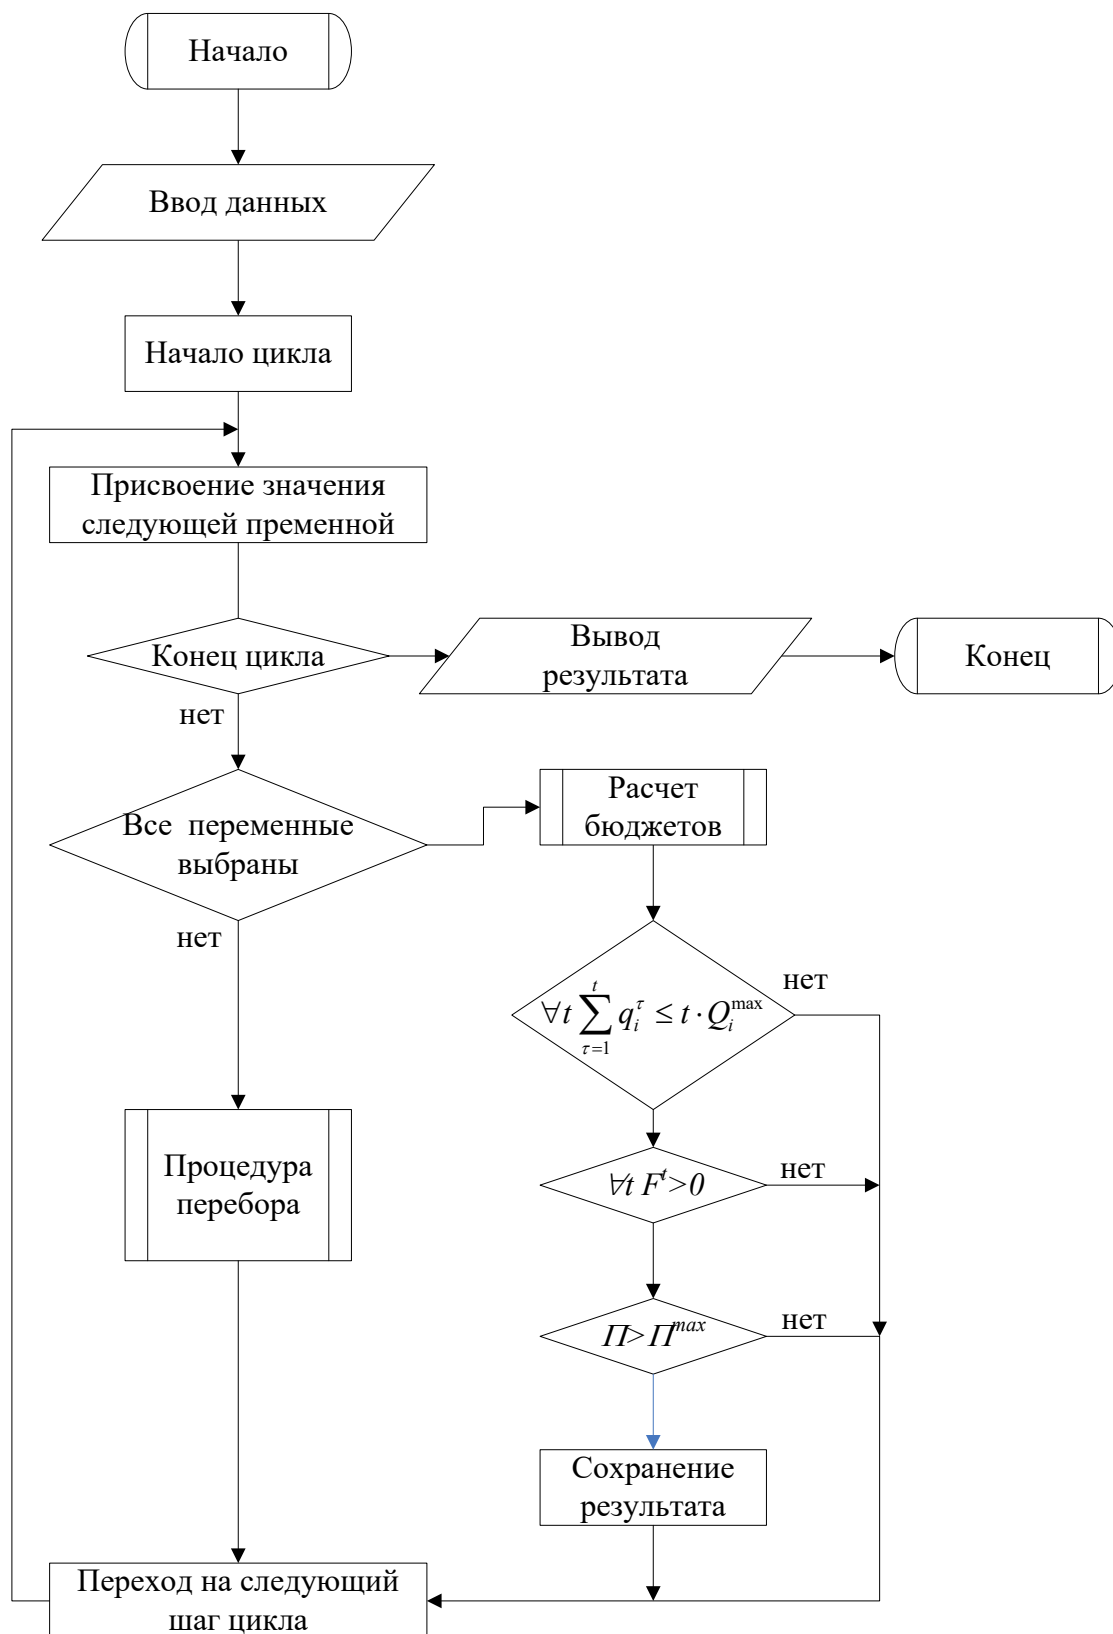 Начало
Ввод данных
Начало цикла
Присвоение значения
следующей пременной
Конец цикла
Вывод
результата
Конец
нет
Все переменные
выбраны
Расчет
бюджетов
нет
∀t ∑_{τ=1}^{t} q_i^τ ≤ t · Q_i^{max}
нет
Процедура
перебора
∀t F^t>0
нет
П>П^{max}
нет
Сохранение
результата
Переход на следующий
шаг цикла